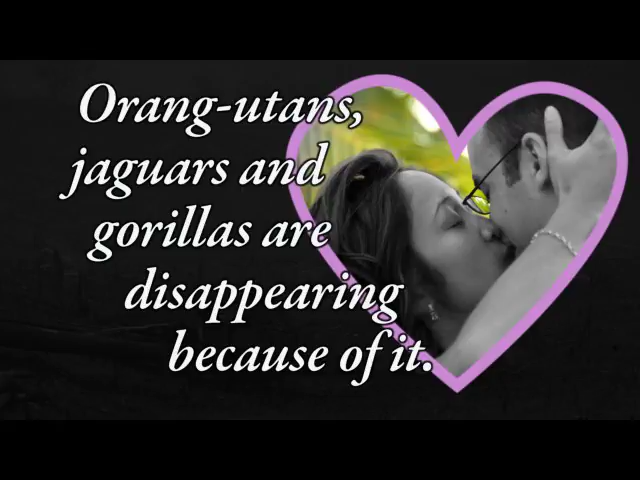 Orang-utans,
jaguars and
gorillas are
disappearing
because of it.